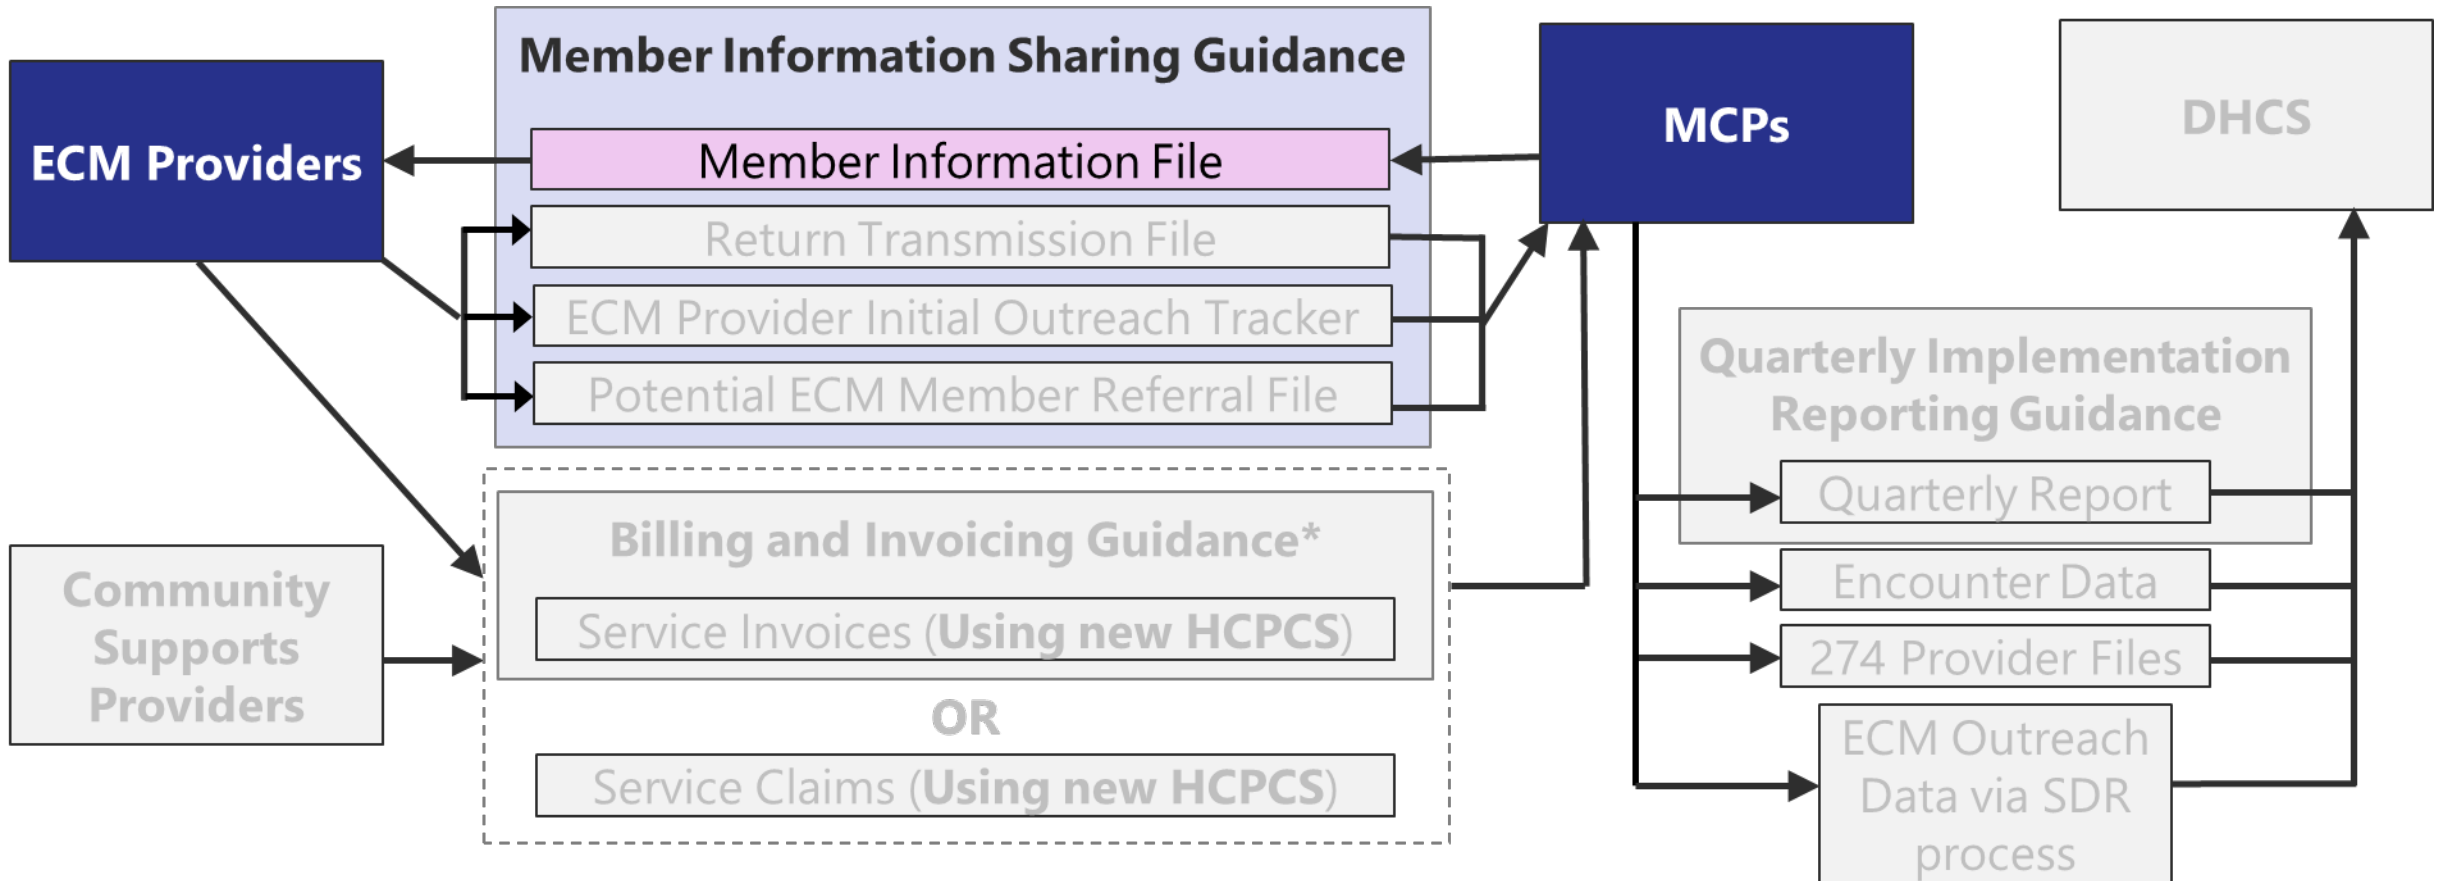 Member Information Sharing Guidance
ECM Providers
Member Information File
Return Transmission File
ECM Provider Initial Outreach Tracker
Potential ECM Member Referral File
MCPs
DHCS
Community
Supports
Providers
Billing and Invoicing Guidance*
Service Invoices (Using new HCPCS)
OR
Service Claims (Using new HCPCS)
Quarterly Implementation
Reporting Guidance
Quarterly Report
Encounter Data
274 Provider Files
ECM Outreach
Data via SDR
process